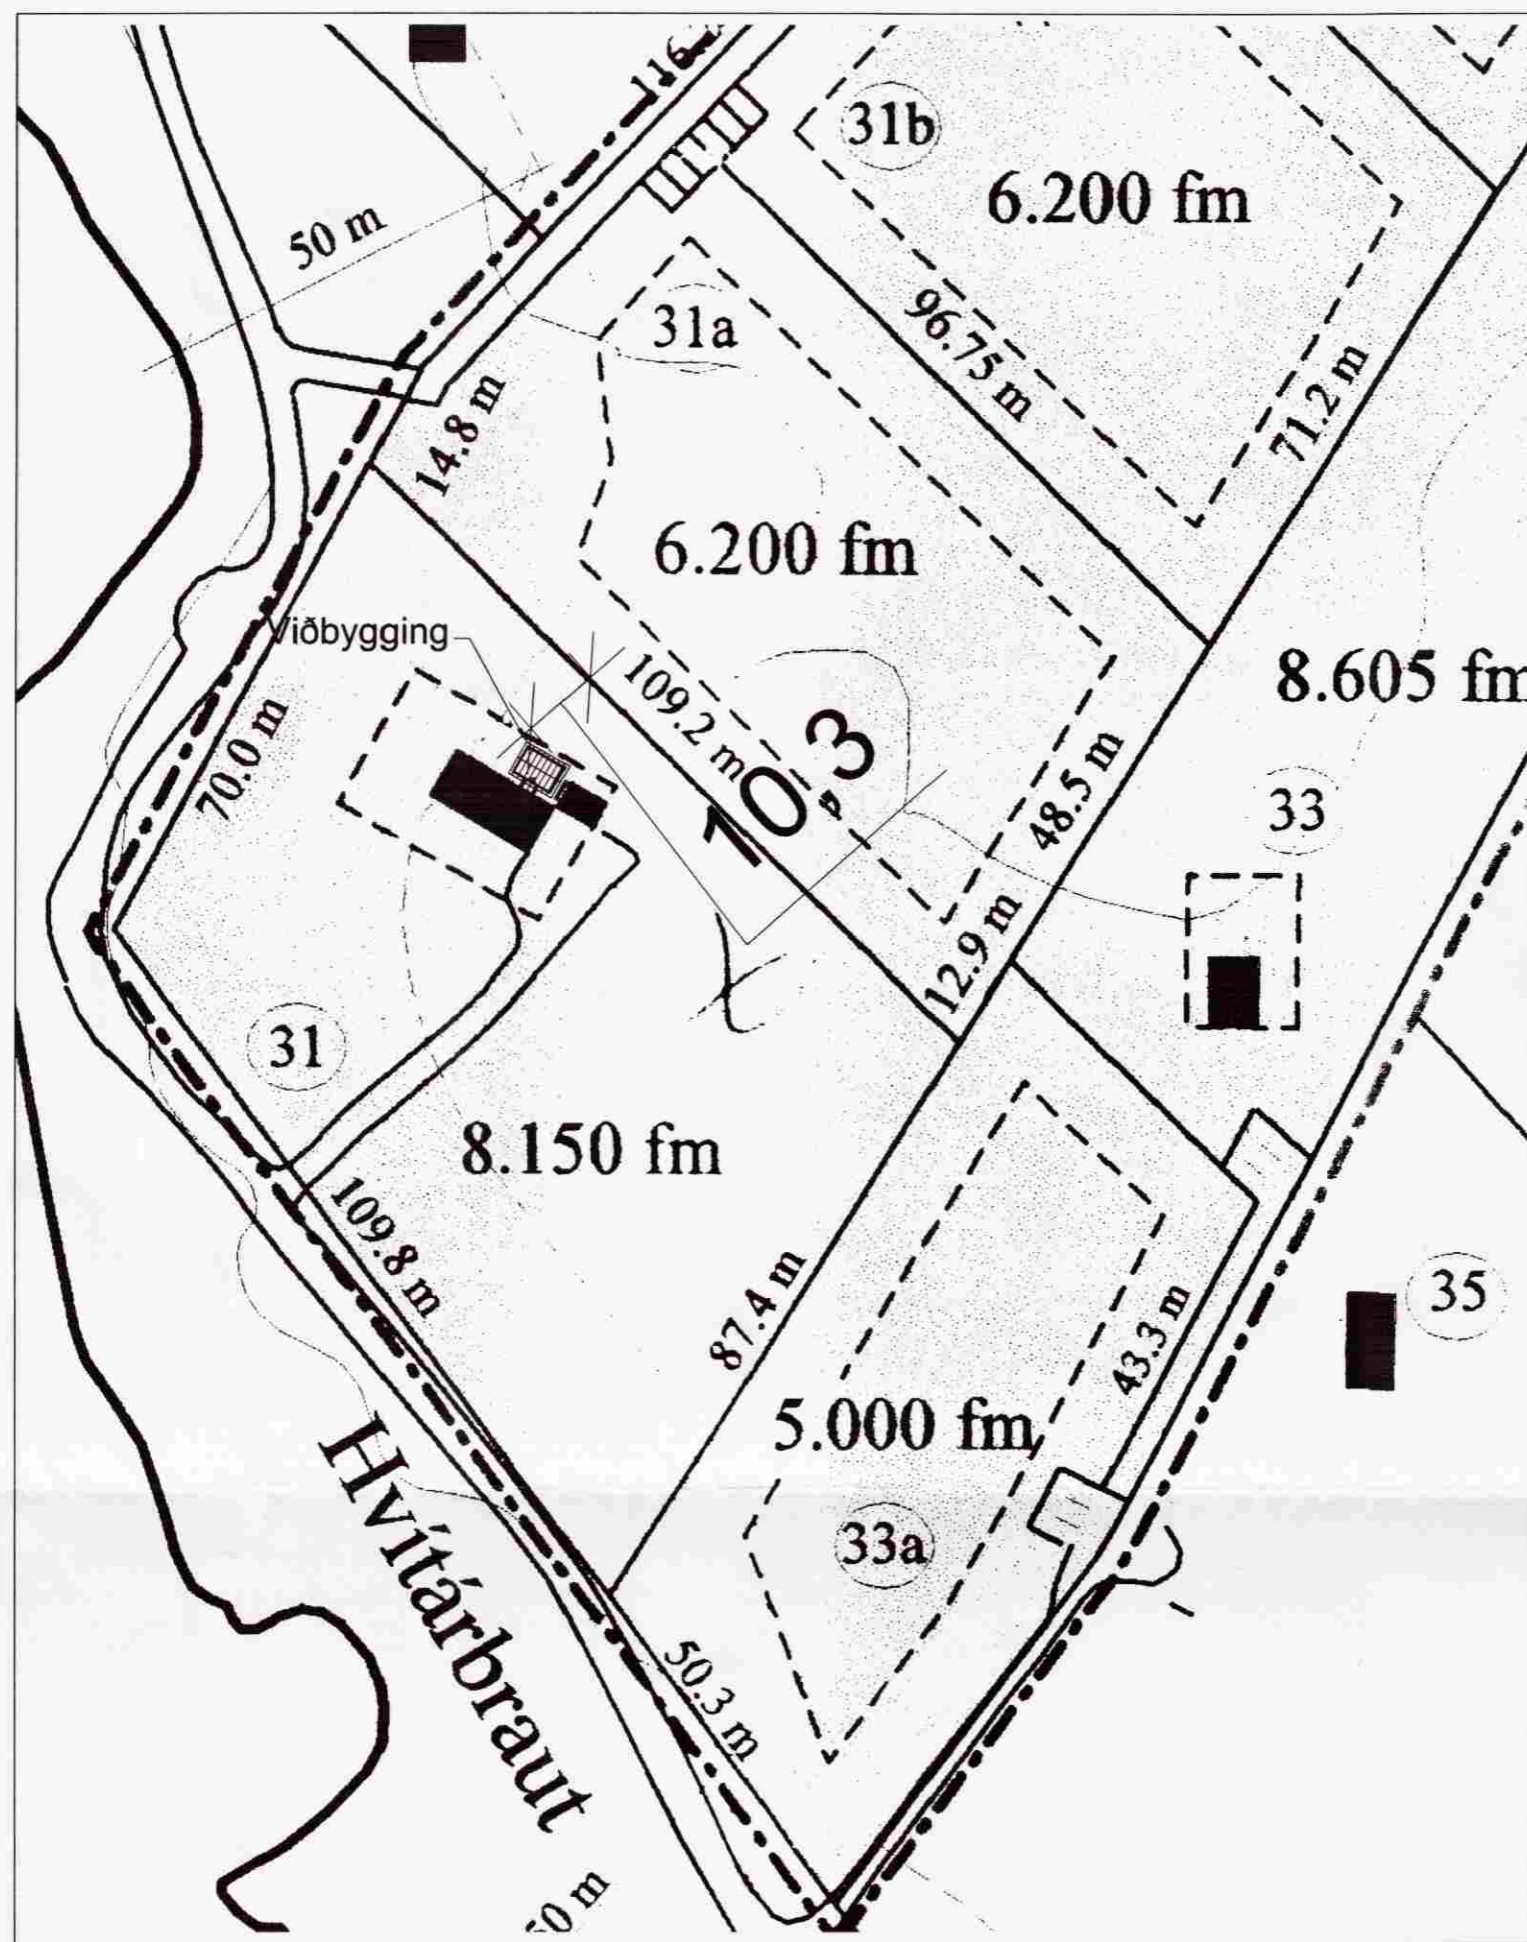 116
31b
6.200 fm
50 m
31a
96.75 m
71.2 m
14.8 m
6.200 fm
Viðbygging
109.2 m
8.605 fm
70.0 m
10,3
48.5 m
33
12.9 m
31
8.150 fm
109.8 m
87.4 m
43.3 m
35
5.000 fm
33a
Hvítárbraut
50.3 m